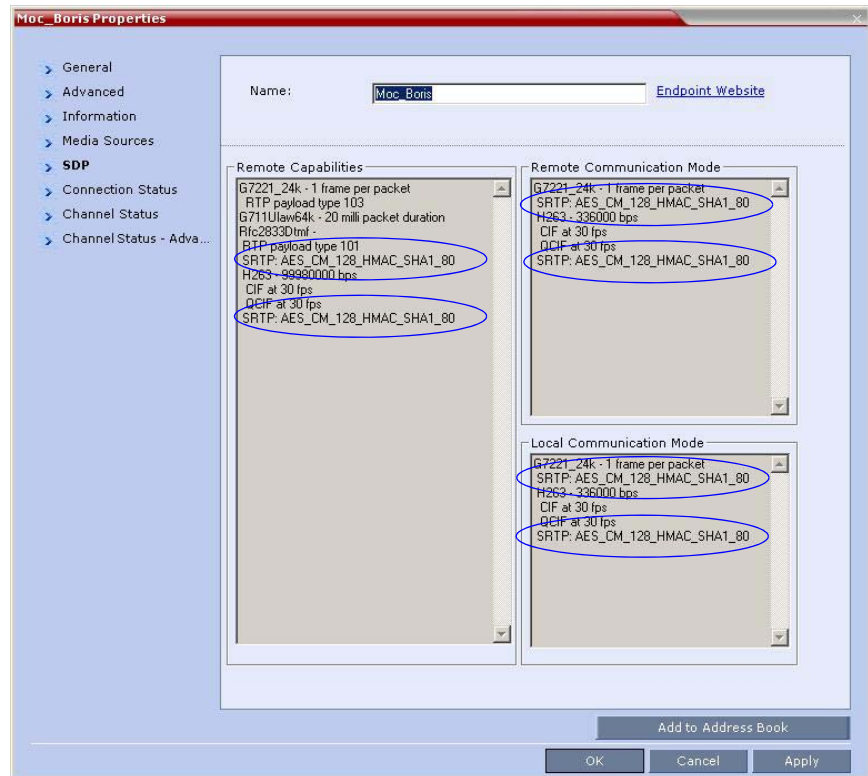 Moc_Boris Properties
General
Advanced
Information
Media Sources
SDP
Connection Status
Channel Status
Channel Status - Adva...
Name:
Moc_Boris
Endpoint Website
Remote Capabilities
G7221_24k - 1 frame per packet
RTP payload type 103
G711Ulaw64k - 20 milli packet duration
Rfc2833Dtmf -
RTP payload type 101
SRTP: AES_CM_128_HMAC_SHA1_80
H263 - 99980000 bps
CIF at 30 fps
QCIF at 30 fps
SRTP: AES_CM_128_HMAC_SHA1_80
Remote Communication Mode
G7221_24k - 1 frame per packet
SRTP: AES_CM_128_HMAC_SHA1_80
H263 - 336000 bps
CIF at 30 fps
QCIF at 30 fps
SRTP: AES_CM_128_HMAC_SHA1_80
Local Communication Mode
G7221_24k - 1 frame per packet
SRTP: AES_CM_128_HMAC_SHA1_80
H263 - 336000 bps
CIF at 30 fps
QCIF at 30 fps
SRTP: AES_CM_128_HMAC_SHA1_80
Add to Address Book
OK
Cancel
Apply